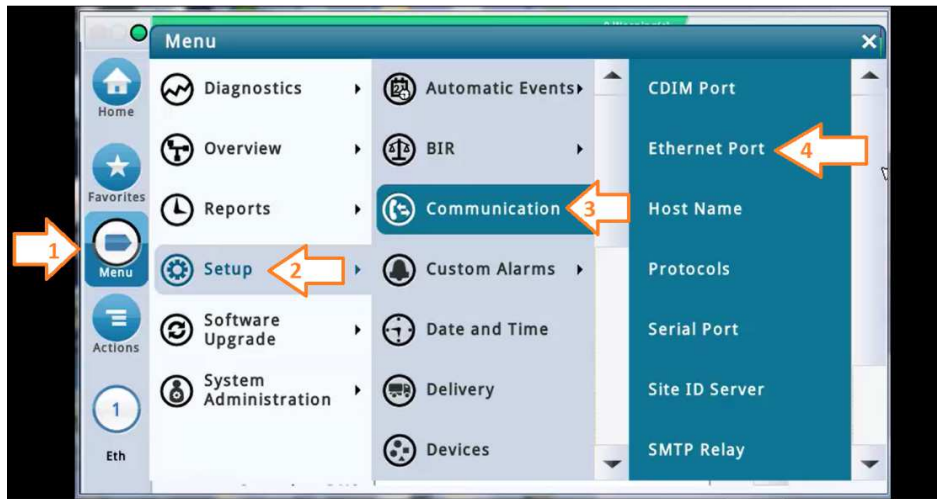 Menu
Home
Favorites
Menu
Actions
1
Eth
Diagnostics
Overview
Reports
Setup
Software
Upgrade
System
Administration
Automatic Events
BIR
Communication
Custom Alarms
Date and Time
Delivery
Devices
CDIM Port
Ethernet Port
Host Name
Protocols
Serial Port
Site ID Server
SMTP Relay
1
2
3
4